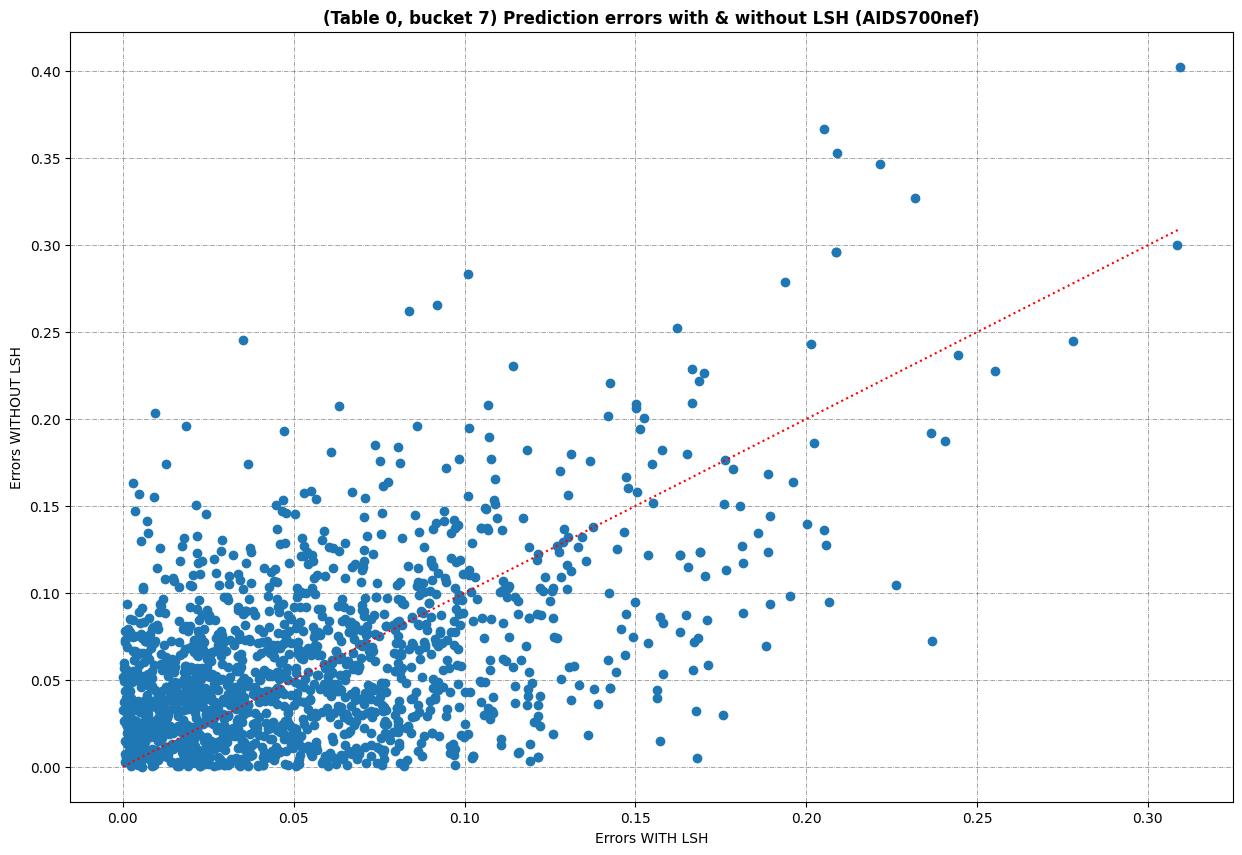 (Table 0, bucket 7) Prediction errors with & without LSH (AIDS700nef)
Errors WITHOUT LSH
0.40
0.35
0.30
0.25
0.20
0.15
0.10
0.05
0.00
0.00 0.05 0.10 0.15 0.20 0.25 0.30
Errors WITH LSH